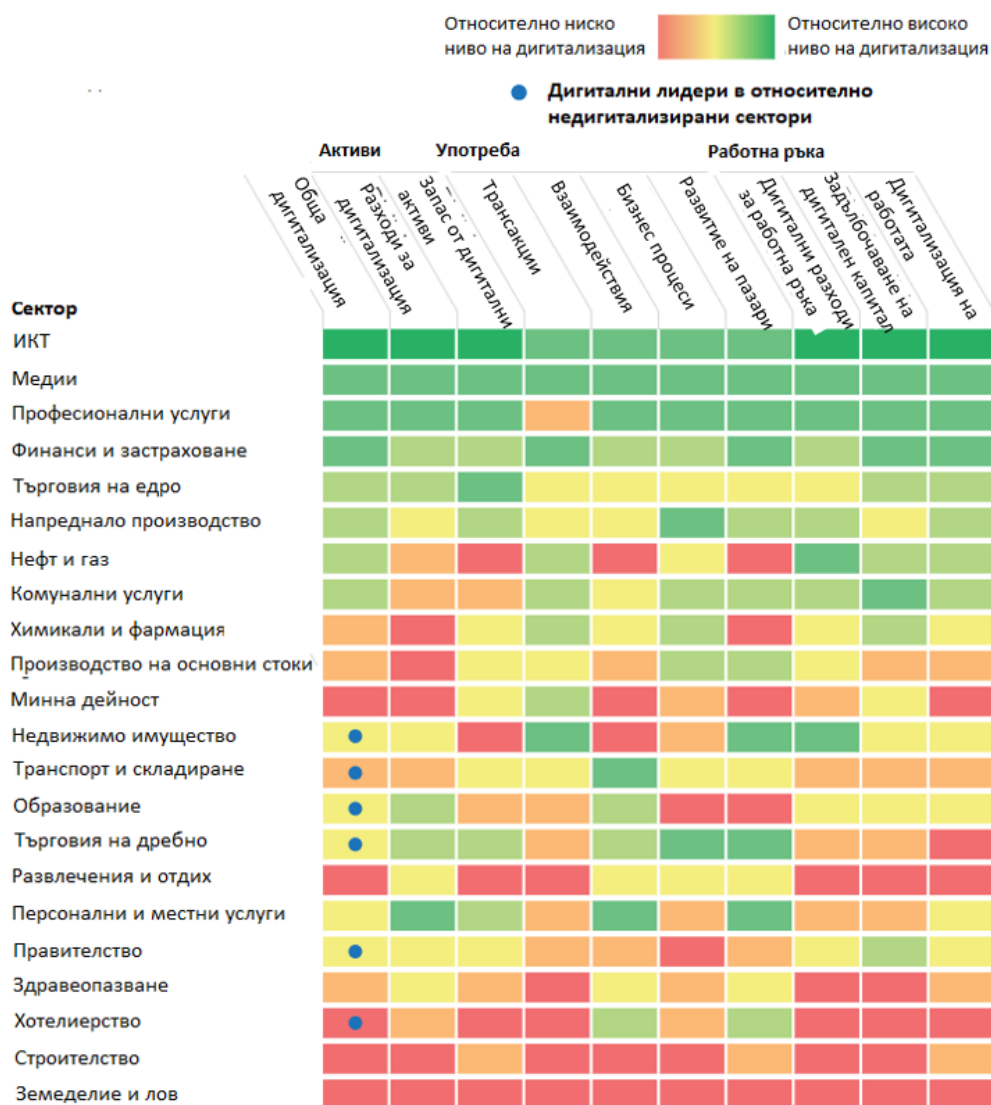 Относително ниско
ниво на дигитализация
Относително високо
ниво на дигитализация
Дигитални лидери в относително
недигитализирани сектори
Активи
Употреба
Работна ръка
Обща
дигитализация
Разходи за
дигитализация
Запас от дигитални
активи
Трансакции
Взаимодействия
Бизнес процеси
Развитие на пазари
Дигитални разходи
за работна ръка
Задълбочаване на
дигитален капитал
Дигитализация на
работата
Сектор
ИКТ
Медии
Професионални услуги
Финанси и застраховане
Търговия на едро
Напреднало производство
Нефт и газ
Комунални услуги
Химикали и фармация
Производство на основни стоки
Минна дейност
Недвижимо имущество
Транспорт и складиране
Образование
Търговия на дребно
Развлечения и отдих
Персонални и местни услуги
Правителство
Здравеопазване
Хотелиерство
Строителство
Земеделие и лов